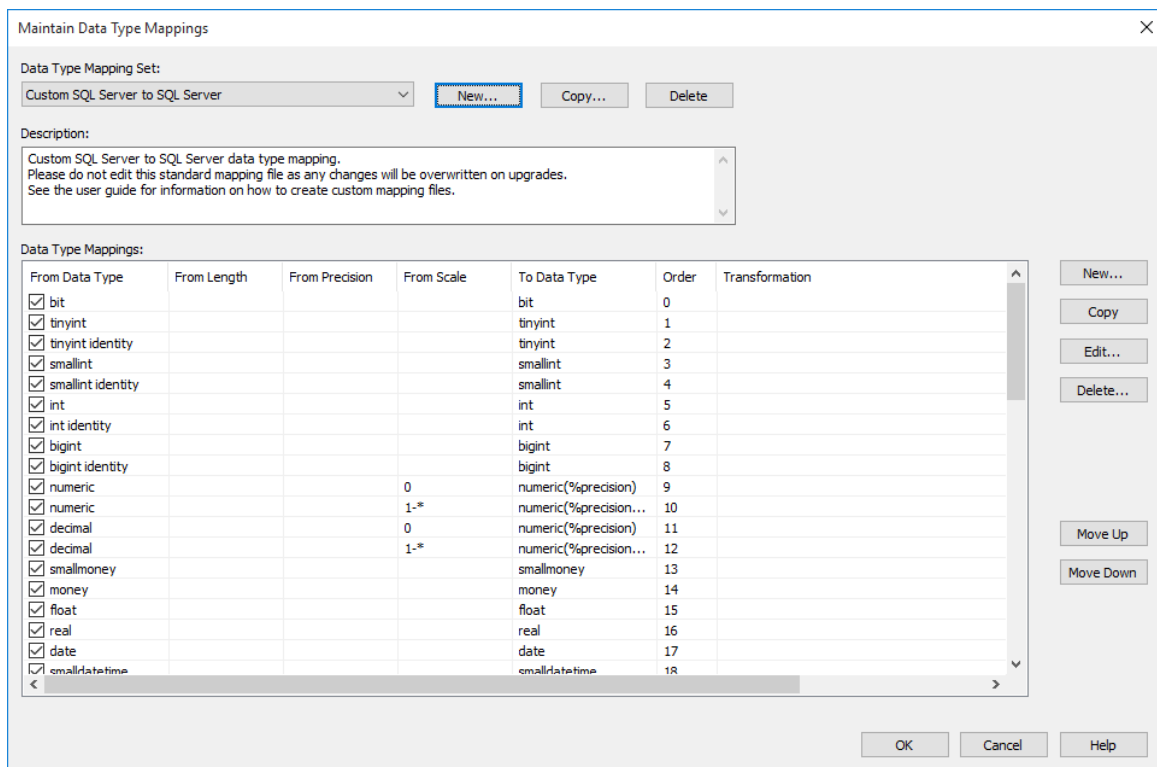 Maintain Data Type Mappings
Data Type Mapping Set:
Custom SQL Server to SQL Server New... Copy... Delete
Description:
Custom SQL Server to SQL Server data type mapping.
Please do not edit this standard mapping file as any changes will be overwritten on upgrades.
See the user guide for information on how to create custom mapping files.
Data Type Mappings:
From Data Type From Length From Precision From Scale To Data Type Order Transformation
bit bit 0
tinyint tinyint 1
tinyint identity tinyint 2
smallint smallint 3
smallint identity smallint 4
int int 5
int identity int 6
bigint bigint 7
bigint identity bigint 8
numeric 0 numeric(%precision) 9
numeric 1-* numeric(%precision... 10
decimal 0 numeric(%precision) 11
decimal 1-* numeric(%precision... 12
smallmoney smallmoney 13
money money 14
float float 15
real real 16
date date 17
smalldatetime smalldatetime 18
New...
Copy
Edit...
Delete...
Move Up
Move Down
OK Cancel Help